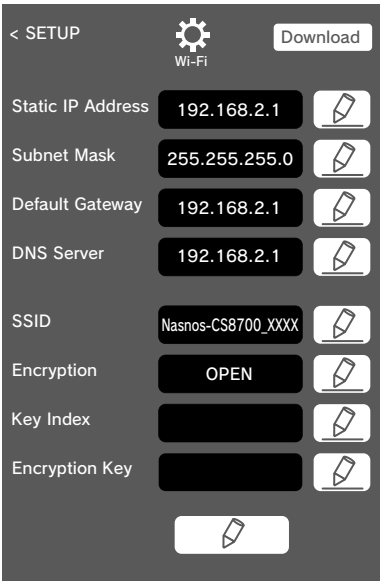 < SETUP
Wi-Fi
Download
Static IP Address 192.168.2.1
Subnet Mask 255.255.255.0
Default Gateway 192.168.2.1
DNS Server 192.168.2.1
SSID Nasnos-CS8700_XXXX
Encryption OPEN
Key Index
Encryption Key